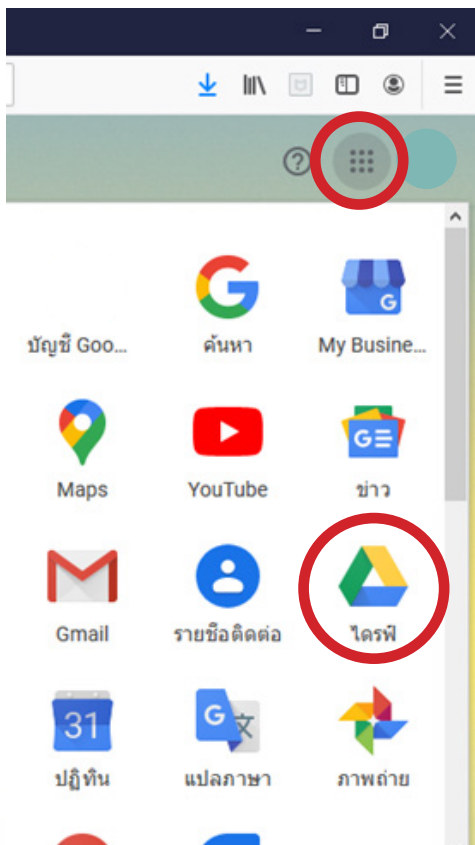 บัญชี Goo...
ค้นหา
My Busine...
G
Maps
YouTube
ข่าว
G
Gmail
รายชื่อติดต่อ
ไดรฟ์
31
G 文
ปฏิทิน
แปลภาษา
ภาพถ่าย